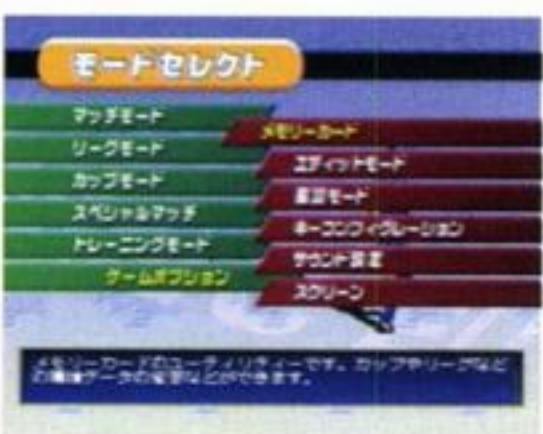 モードセレクト
マッチモード
リーグモード
カップモード
スペシャルマッチ
トレーニングモード
ゲームオプション
メモリーカード
エディットモード
モード
キーコンフィグレーション
サウンド設定
スクリーン
メモリーカードのユーティリティーです。カップやリーグなど
の データの などができます。